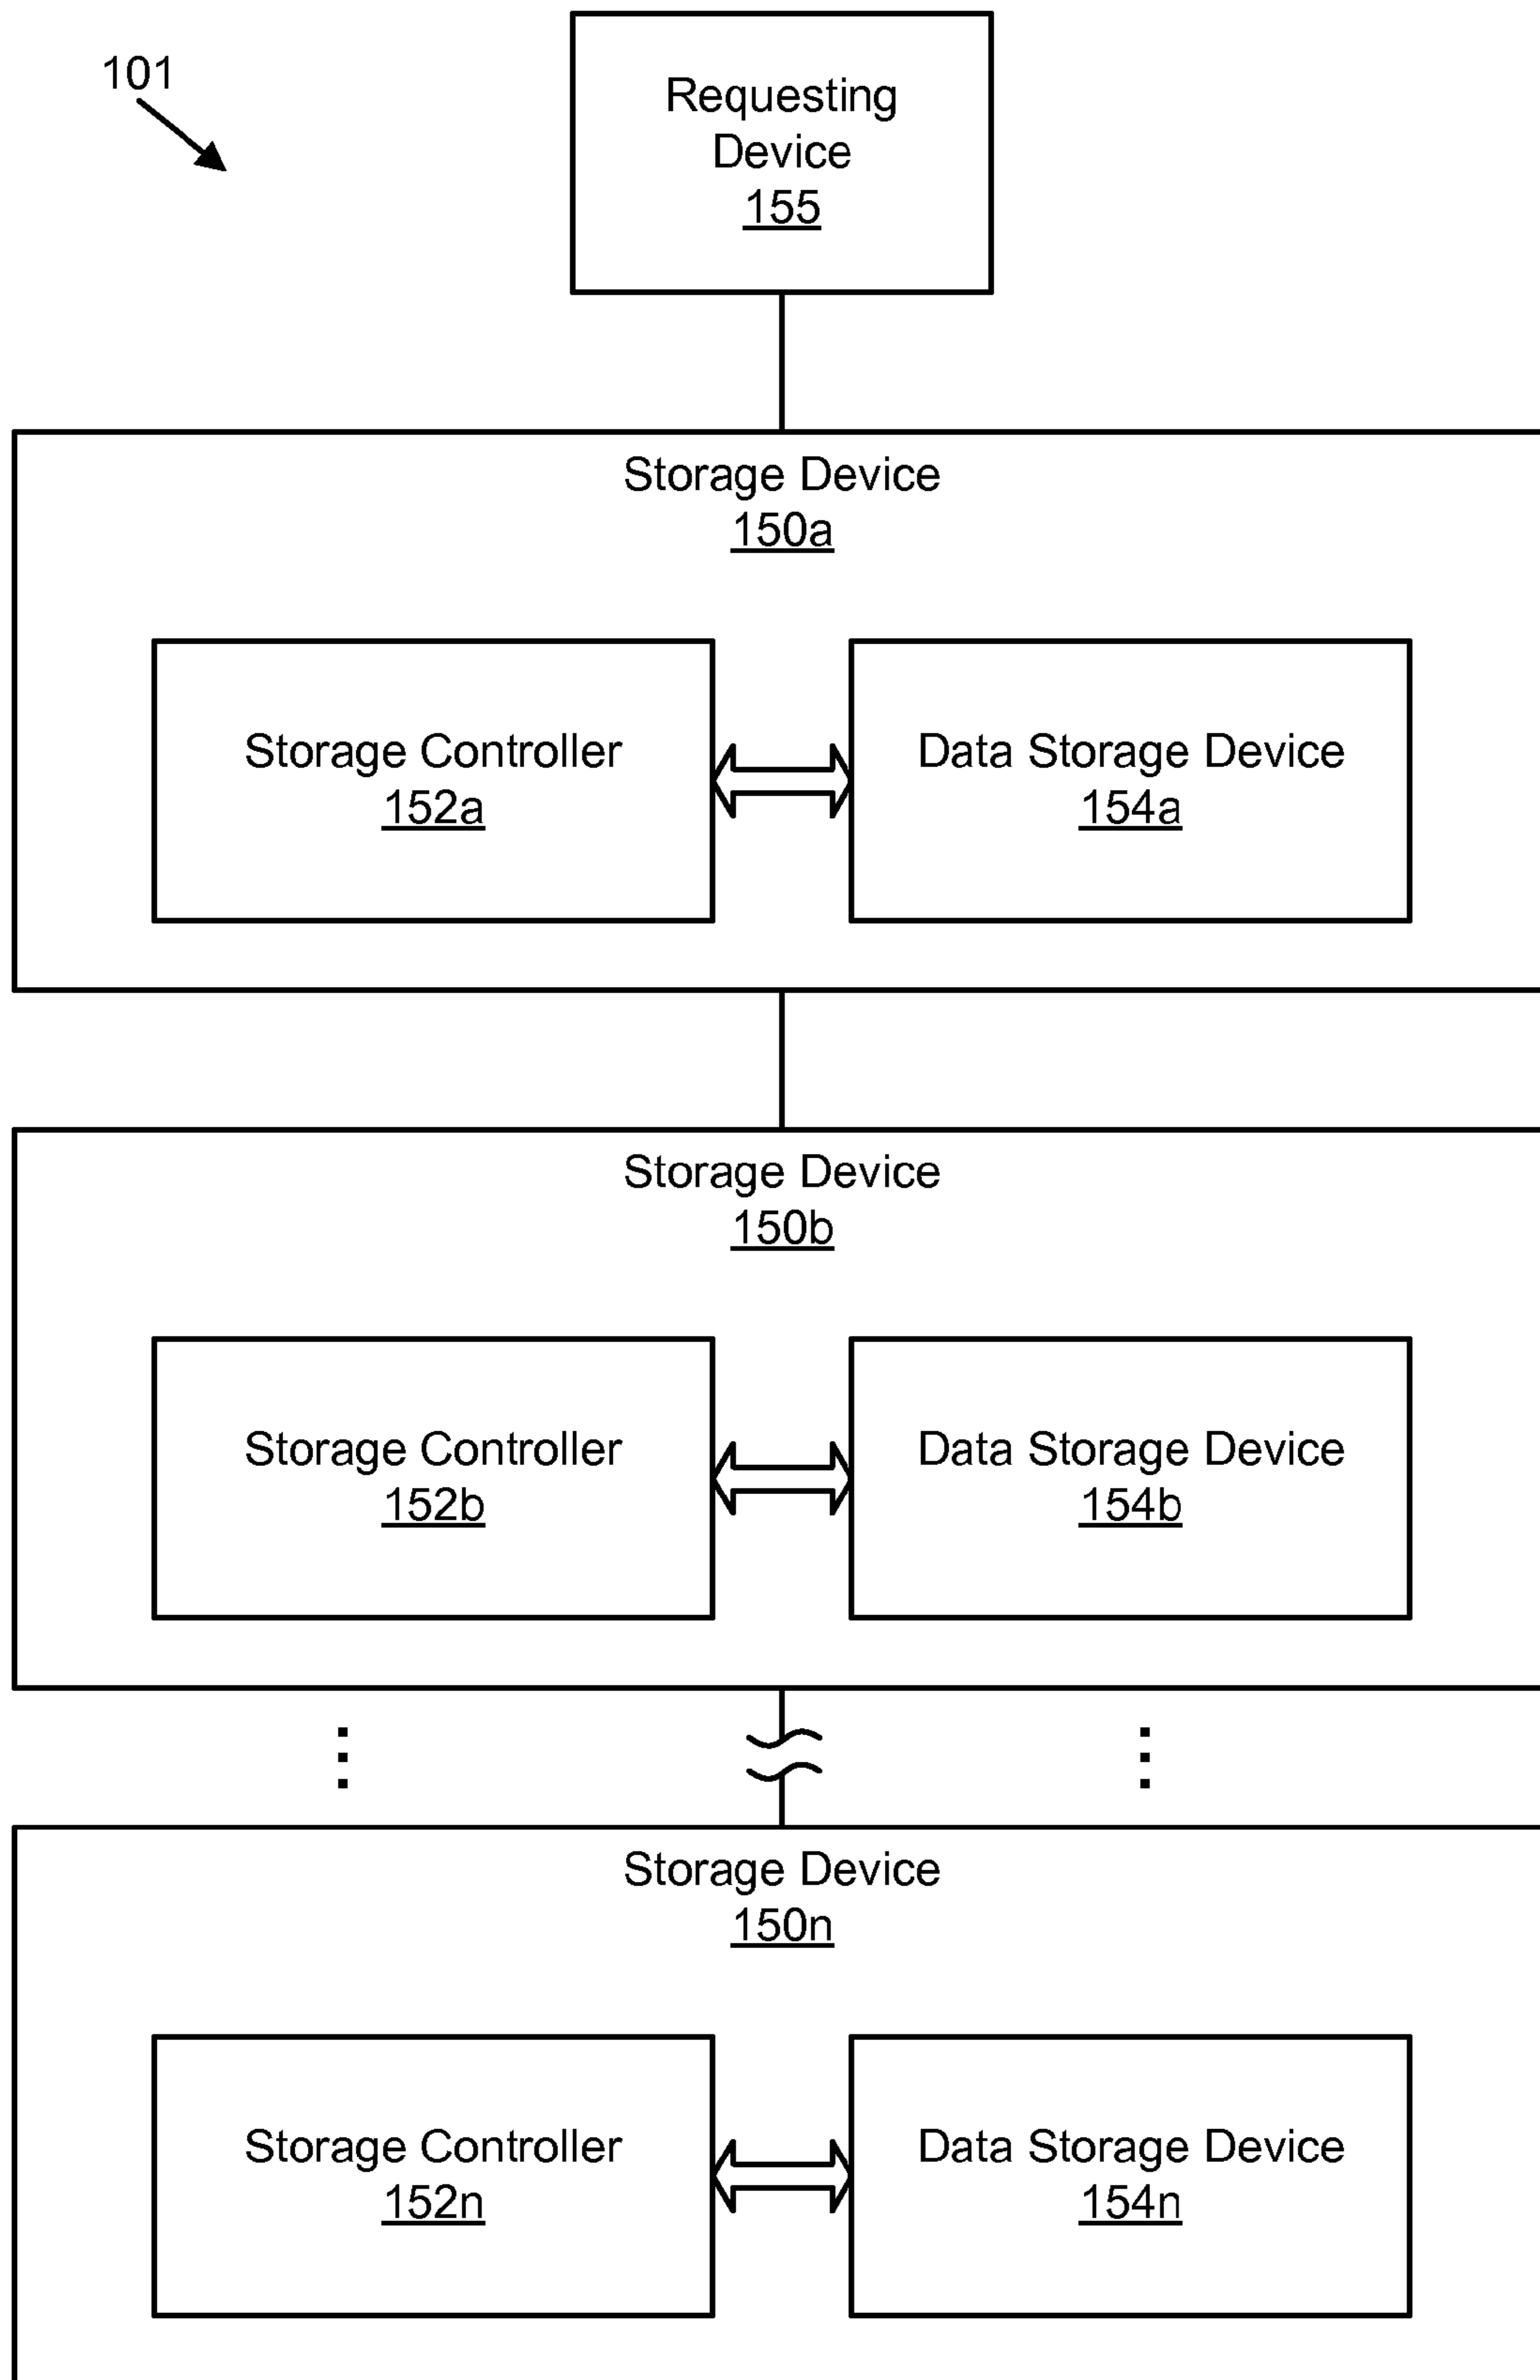 101
Requesting
Device
155
Storage Device
150a
Storage Controller
152a
Data Storage Device
154a
Storage Device
150b
Storage Controller
152b
Data Storage Device
154b
Storage Device
150n
Storage Controller
152n
Data Storage Device
154n